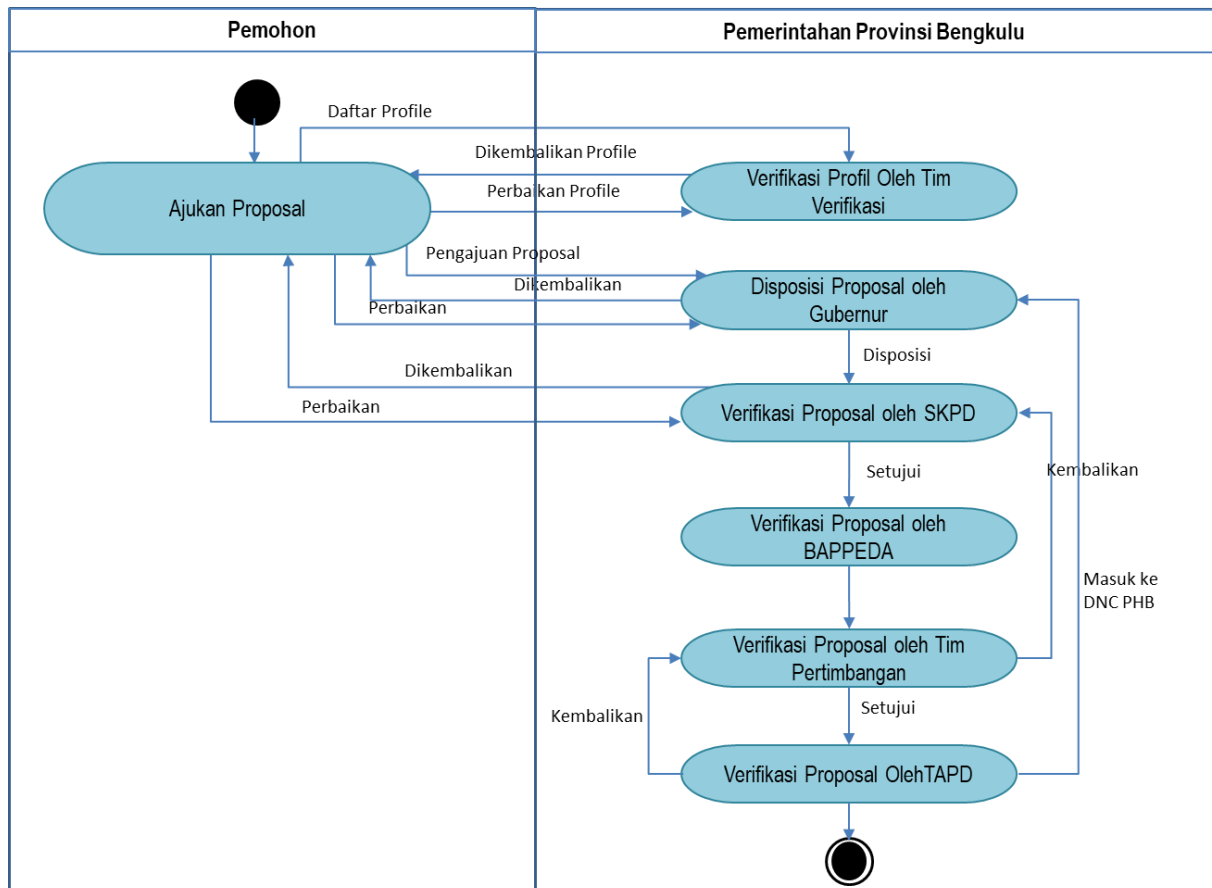 Pemohon
Pemerintahan Provinsi Bengkulu
Daftar Profile
Dikembalikan Profile
Verifikasi Profil Oleh Tim
Verifikasi
Perbaikan Profile
Ajukan Proposal
Pengajuan Proposal
Dikembalikan
Disposisi Proposal oleh
Gubernur
Perbaikan
Disposisi
Dikembalikan
Perbaikan
Verifikasi Proposal oleh SKPD
Setujui
Kembalikan
Verifikasi Proposal oleh
BAPPEDA
Masuk ke
DNC PHB
Verifikasi Proposal oleh Tim
Pertimbangan
Setujui
Kembalikan
Verifikasi Proposal OlehTAPD